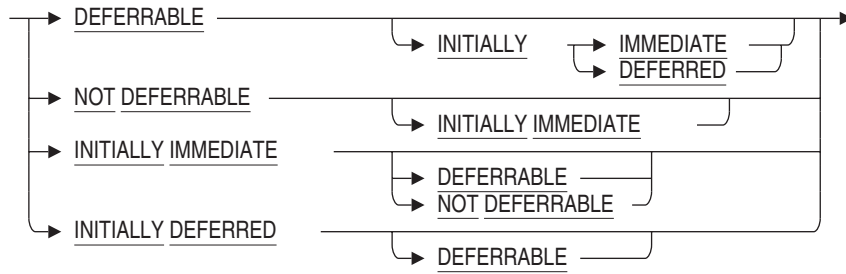 DEFERRABLE
INITIALLY IMMEDIATE
DEFERRED
NOT DEFERRABLE
INITIALLY IMMEDIATE
INITIALLY IMMEDIATE
DEFERRABLE
NOT DEFERRABLE
INITIALLY DEFERRED
DEFERRABLE